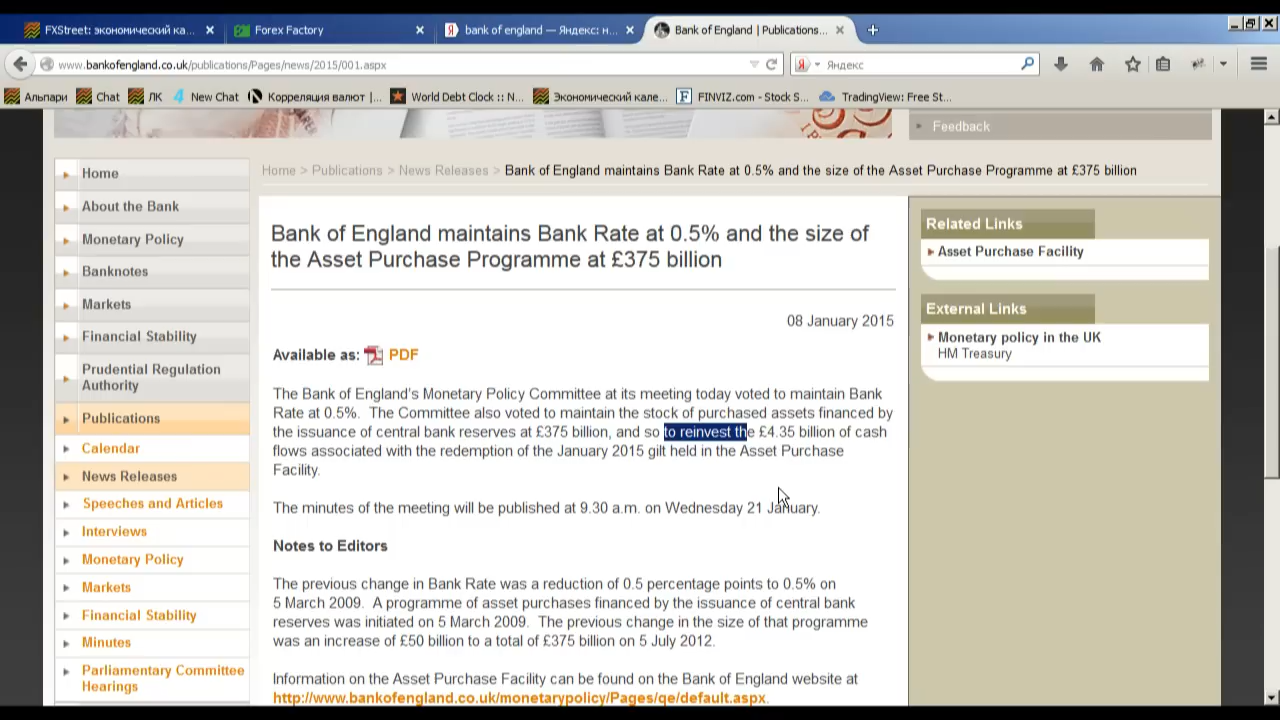 FXStreet: экономический ка...
Forex Factory
bank of england — Яндекс: н...
Bank of England | Publications...
www.bankofengland.co.uk/publications/Pages/news/2015/001.aspx
Яндекс
Альпари
Chat
ЛК
New Chat
Корреляция валют |...
World Debt Clock :: N...
Экономический кале...
FINVIZ.com - Stock S...
TradingView: Free St...
Feedback
Home > Publications > News Releases > Bank of England maintains Bank Rate at 0.5% and the size of the Asset Purchase Programme at £375 billion
Home
About the Bank
Monetary Policy
Banknotes
Markets
Financial Stability
Prudential Regulation
Authority
Publications
Calendar
News Releases
Speeches and Articles
Interviews
Monetary Policy
Markets
Financial Stability
Minutes
Parliamentary Committee
Hearings
Bank of England maintains Bank Rate at 0.5% and the size of
the Asset Purchase Programme at £375 billion
08 January 2015
Available as: PDF
The Bank of England's Monetary Policy Committee at its meeting today voted to maintain Bank
Rate at 0.5%. The Committee also voted to maintain the stock of purchased assets financed by
the issuance of central bank reserves at £375 billion, and so to reinvest the £4.35 billion of cash
flows associated with the redemption of the January 2015 gilt held in the Asset Purchase
Facility.
The minutes of the meeting will be published at 9.30 a.m. on Wednesday 21 January.
Notes to Editors
The previous change in Bank Rate was a reduction of 0.5 percentage points to 0.5% on
5 March 2009. A programme of asset purchases financed by the issuance of central bank
reserves was initiated on 5 March 2009. The previous change in the size of that programme
was an increase of £50 billion to a total of £375 billion on 5 July 2012.
Information on the Asset Purchase Facility can be found on the Bank of England website at
http://www.bankofengland.co.uk/monetarypolicy/Pages/qe/default.aspx.
Related Links
Asset Purchase Facility
External Links
Monetary policy in the UK
HM Treasury